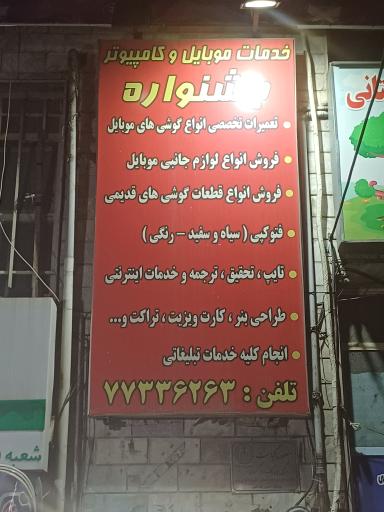 خدمات موبایل و کامپیوتر
جشنواره
تعمیرات تخصصی انواع گوشی های موبایل
فروش انواع لوازم جانبی موبایل
فروش انواع قطعات گوشی های قدیمی
فتوکپی ( سیاه و سفید - رنگی )
تایپ ، تحقیق ، ترجمه و خدمات اینترنتی
طراحی بنر ، کارت ویزیت ، تراکت و...
انجام کلیه خدمات تبلیغاتی
تلفن : ۷۷۳۳۶۲۶۳
شعبه